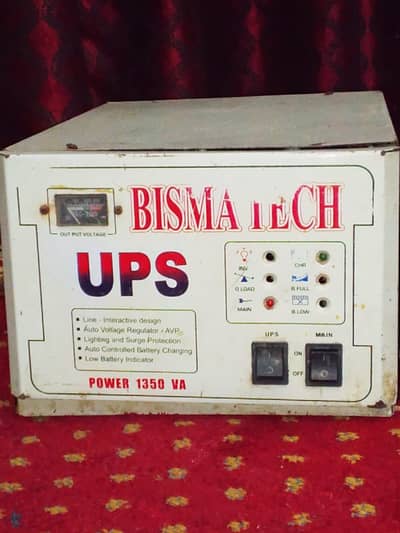 BISMA TECH
OUT PUT VOLTAGE
UPS
INV.
CHR
O.LOAD
B.FULL
MAIN
B.LOW
Line - Interactive design
Auto Voltage Regulator - AVR
Lighting and Surge Protection
Auto Controlled Battery Charging
Low Battery Indicator
UPS
MAIN
ON
OFF
POWER 1350 VA